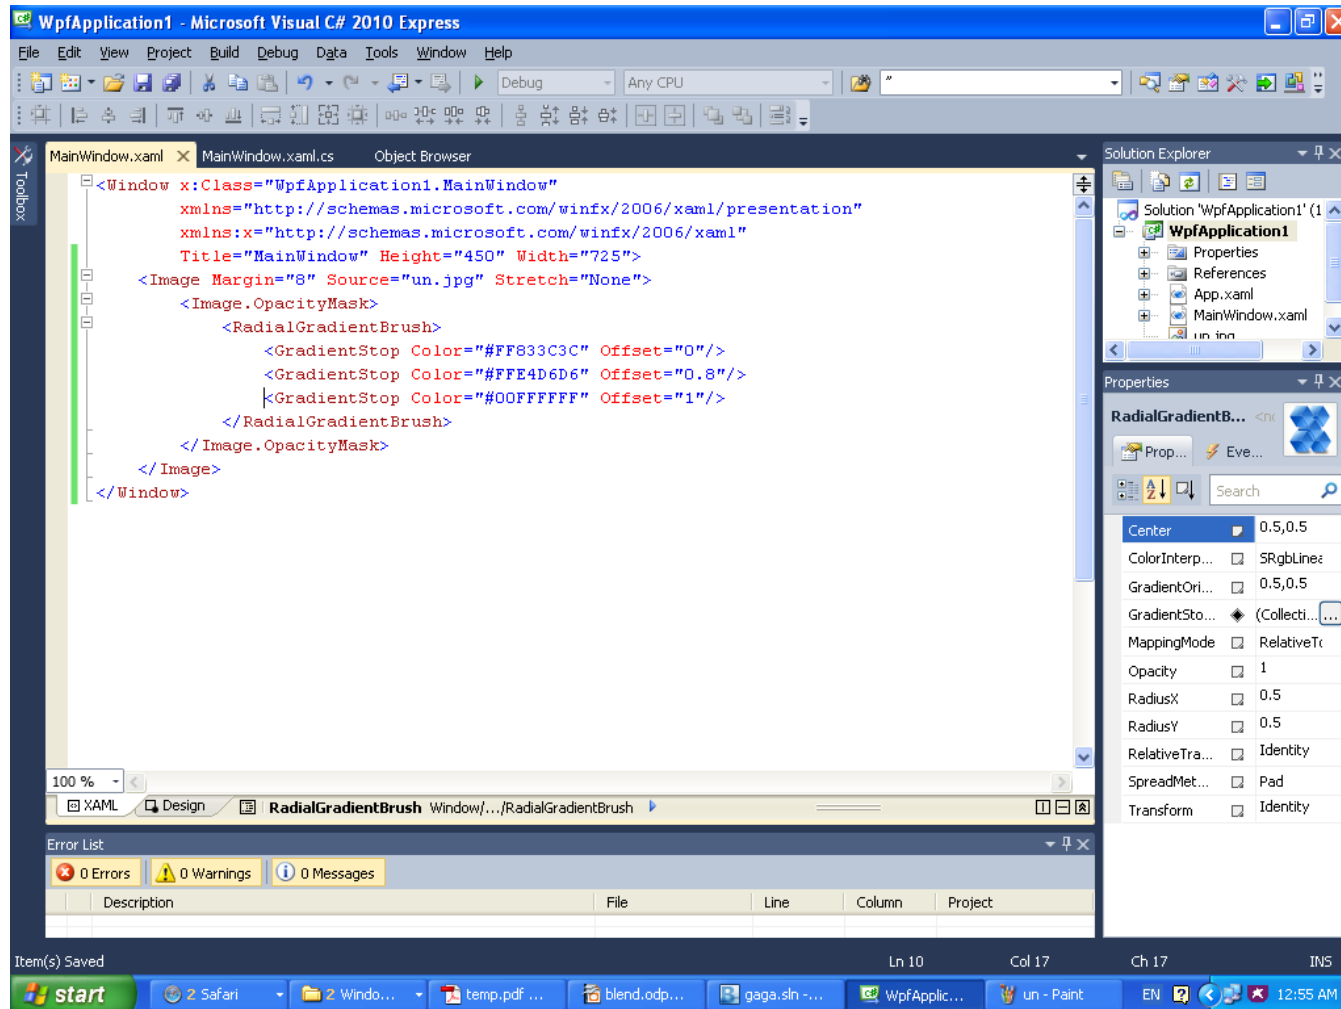 WpfApplication1 - Microsoft Visual C# 2010 Express
File Edit View Project Build Debug Data Tools Window Help
Debug Any CPU "
Toolbox
MainWindow.xaml MainWindow.xaml.cs Object Browser
<Window x:Class="WpfApplication1.MainWindow"
xmlns="http://schemas.microsoft.com/winfx/2006/xaml/presentation"
xmlns:x="http://schemas.microsoft.com/winfx/2006/xaml"
Title="MainWindow" Height="450" Width="725">
<Image Margin="8" Source="un.jpg" Stretch="None">
<Image.OpacityMask>
<RadialGradientBrush>
<GradientStop Color="#FF833C3C" Offset="0"/>
<GradientStop Color="#FFE4D6D6" Offset="0.8"/>
<GradientStop Color="#00FFFFFF" Offset="1"/>
</RadialGradientBrush>
</Image.OpacityMask>
</Image>
</Window>
100 %
XAML Design RadialGradientBrush Window/.../RadialGradientBrush
Error List
0 Errors 0 Warnings 0 Messages
Description File Line Column Project
Solution Explorer
Solution 'WpfApplication1' (1
WpfApplication1
Properties
References
App.xaml
MainWindow.xaml
un.jpg
Properties
RadialGradientB... <n
Prop... Eve...
Search
Center 0.5,0.5
ColorInterp... SRgbLinea
GradientOri... 0.5,0.5
GradientSto... (Collecti... ...
MappingMode RelativeTo
Opacity 1
RadiusX 0.5
RadiusY 0.5
RelativeTra... Identity
SpreadMet... Pad
Transform Identity
Item(s) Saved Ln 10 Col 17 Ch 17 INS
start 2 Safari 2 Windo... temp.pdf ... blend.odp... gaga.sln -... WpfApplic... un - Paint EN 12:55 AM